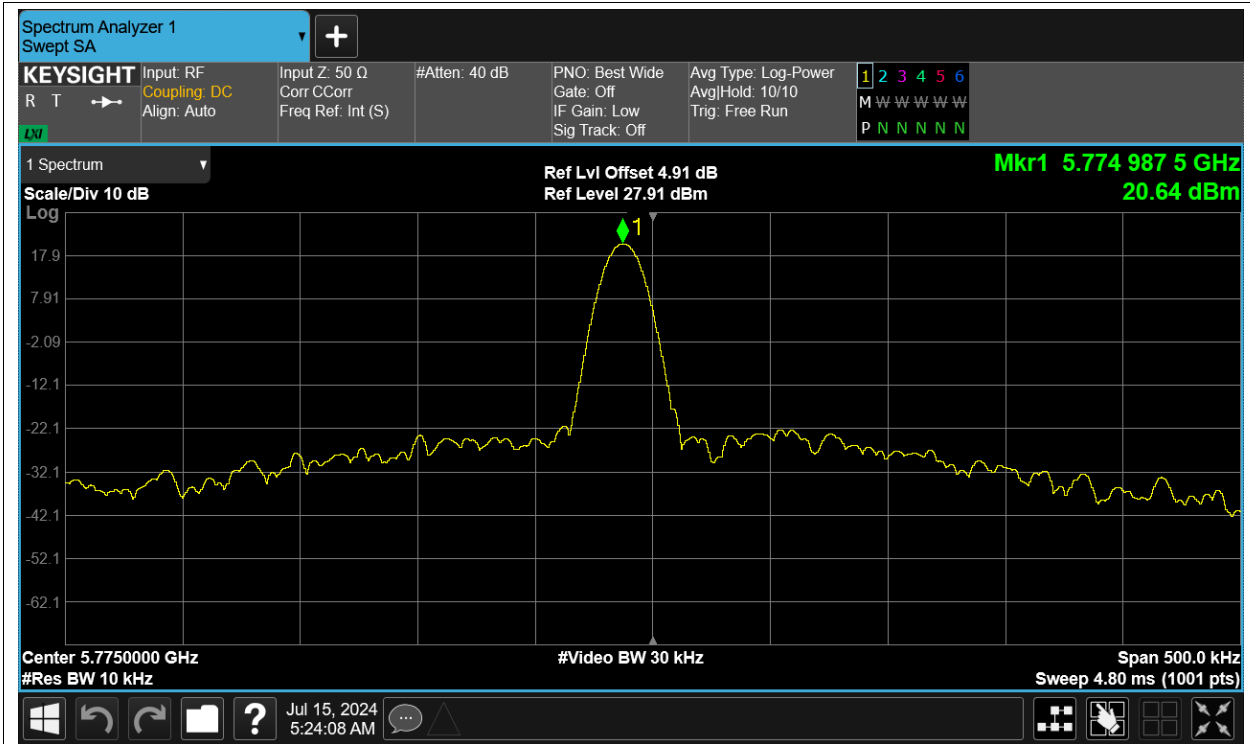 Spectrum Analyzer 1
Swept SA
KEYSIGHT
R T
LXI
Input: RF
Coupling: DC
Align: Auto
Input Z: 50 Ω
Corr CCorr
Freq Ref: Int (S)
#Atten: 40 dB
PNO: Best Wide
Gate: Off
IF Gain: Low
Sig Track: Off
Avg Type: Log-Power
Avg|Hold: 10/10
Trig: Free Run
1 2 3 4 5 6
M W W W W W
P N N N N N
1 Spectrum
Scale/Div 10 dB
Log
Ref Lvl Offset 4.91 dB
Ref Level 27.91 dBm
Mkr1 5.774 987 5 GHz
20.64 dBm
1
17.9
7.91
-2.09
-12.1
-22.1
-32.1
-42.1
-52.1
-62.1
Center 5.7750000 GHz
#Video BW 30 kHz
Span 500.0 kHz
#Res BW 10 kHz
Sweep 4.80 ms (1001 pts)
?
Jul 15, 2024
5:24:08 AM